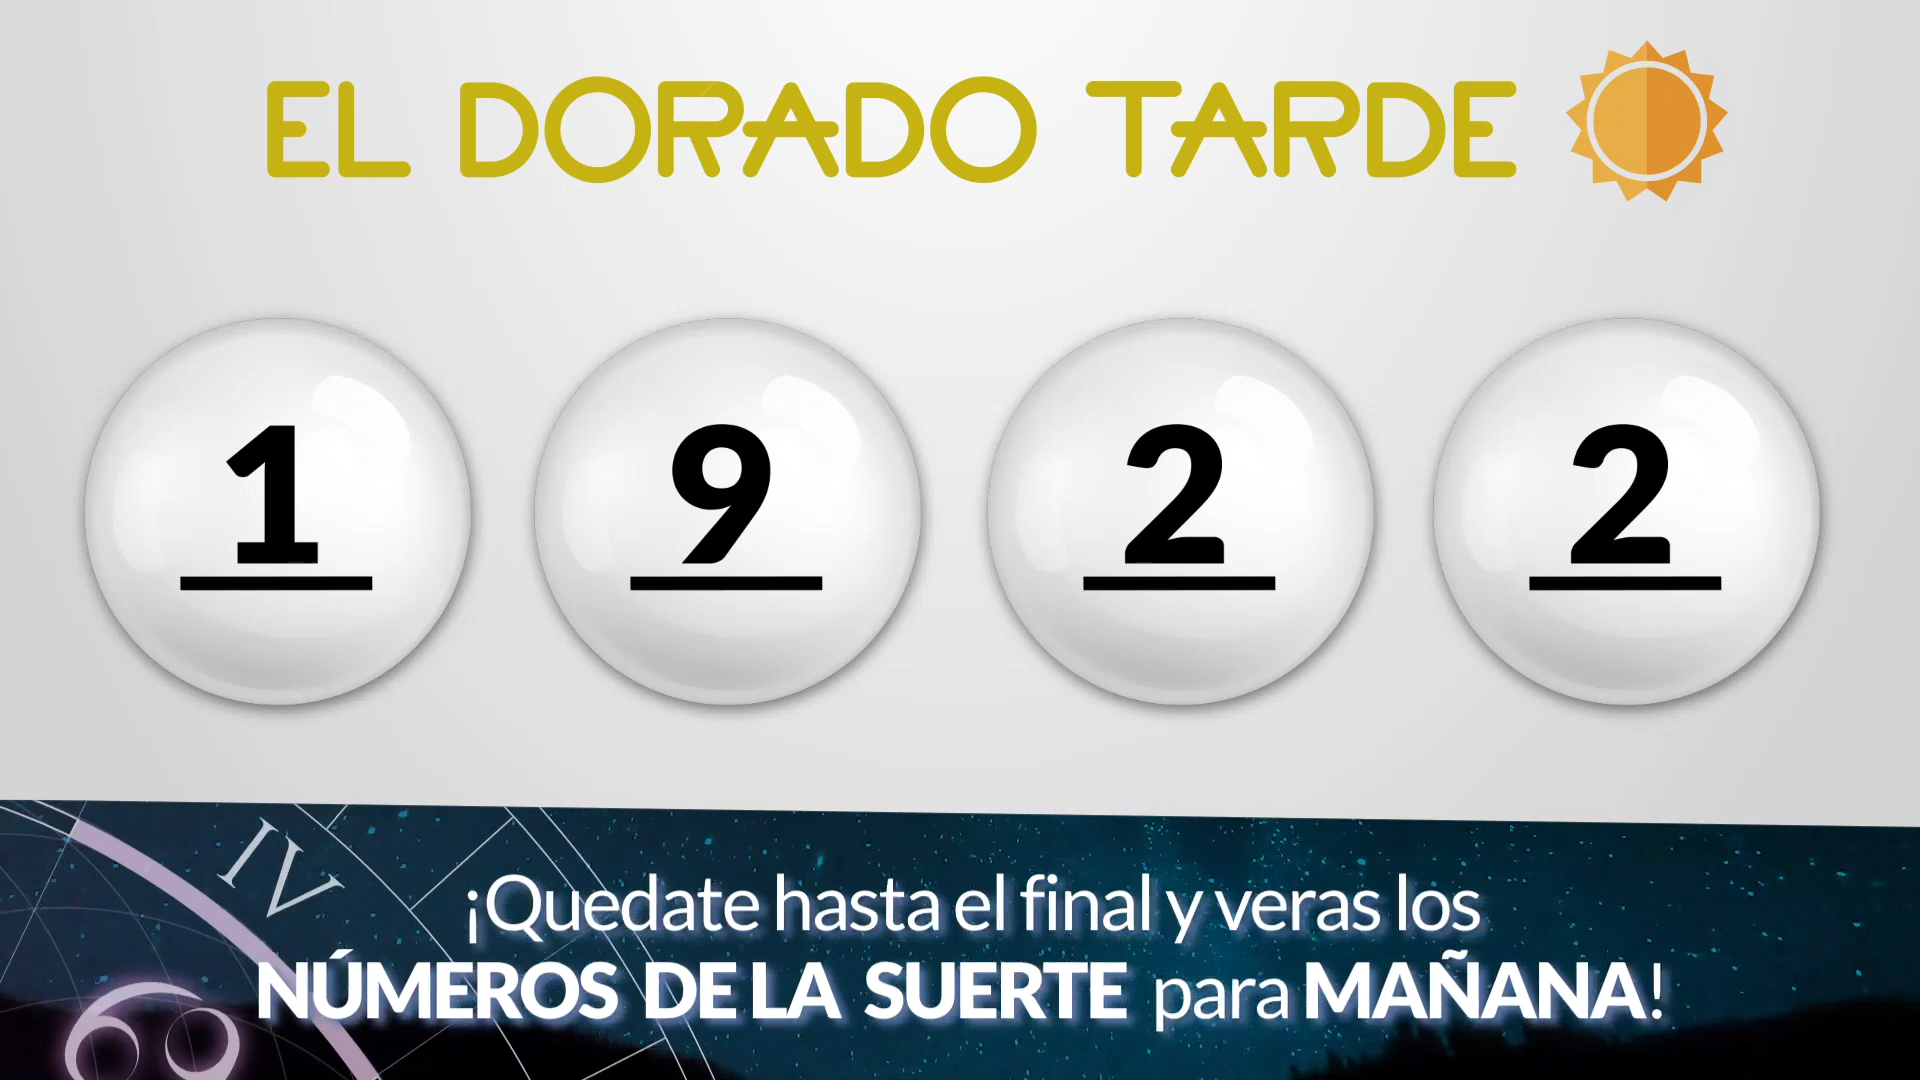 EL DORADO TARDE
1 9 2 2
IV
¡Quedate hasta el final y veras los
NÚMEROS DE LA SUERTE para MAÑANA!